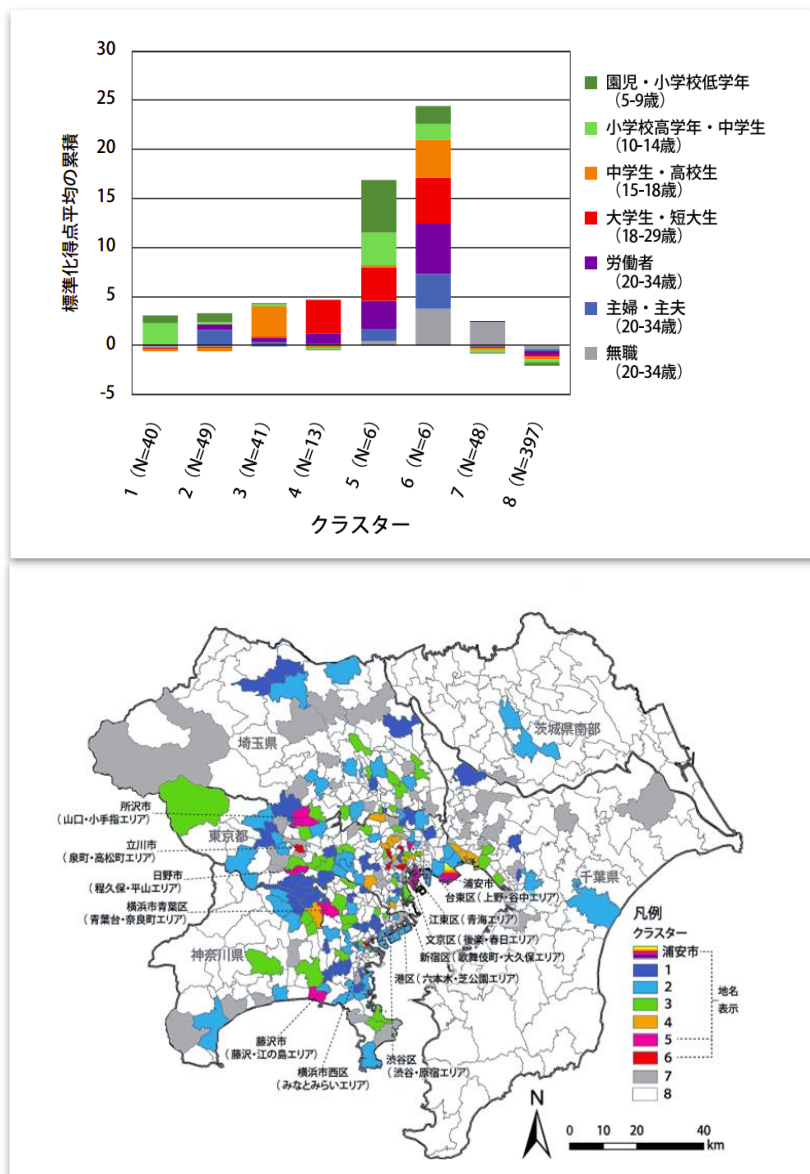 30
25
20
15
10
5
0
-5
標準化得点平均の累積
1（N=40）
2（N=49）
3（N=41）
4（N=13）
5（N=6）
6（N=6）
7（N=48）
8（N=397）
クラスター
園児・小学校低学年
（5-9歳）
小学校高学年・中学生
（10-14歳）
中学生・高校生
（15-18歳）
大学生・短大生
（18-29歳）
労働者
（20-34歳）
主婦・主夫
（20-34歳）
無職
（20-34歳）
埼玉県
茨城県南部
所沢市
（山口・小手指エリア）
東京都
立川市
（泉町・高松町エリア）
日野市
（程久保・平山エリア）
横浜市青葉区
（青葉台・奈良町エリア）
神奈川県
藤沢市
（藤沢・江の島エリア）
横浜市西区
（みなとみらいエリア）
渋谷区
（渋谷・原宿エリア）
港区（六本木・芝公園エリア）
新宿区（歌舞伎町・大久保エリア）
文京区（後楽・春日エリア）
江東区（青海エリア）
台東区（上野・谷中エリア）
浦安市
千葉県
凡例
クラスター
浦安市
1
2
3
4
5
6
7
8
地名
表示
N
0 10 20 40
km